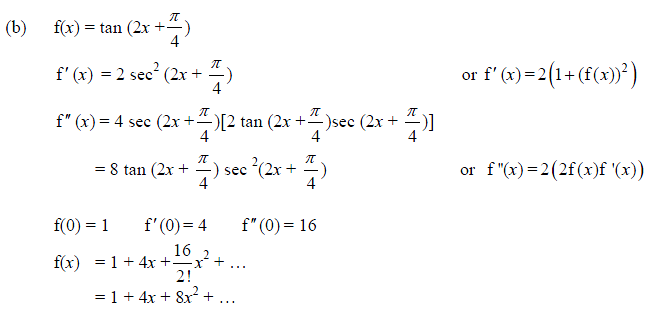 (b) f(x) = tan (2x + π/4)
f′ (x) = 2 sec² (2x + π/4) or f′ (x) = 2(1 + (f(x))²)
f″ (x) = 4 sec (2x + π/4)[2 tan (2x + π/4)sec (2x + π/4)]
= 8 tan (2x + π/4) sec ²(2x + π/4) or f ″(x) = 2(2f(x)f ′(x))
f(0) = 1 f′ (0) = 4 f″ (0) = 16
f(x) = 1 + 4x + 16/2! x² + ...
= 1 + 4x + 8x² + ...